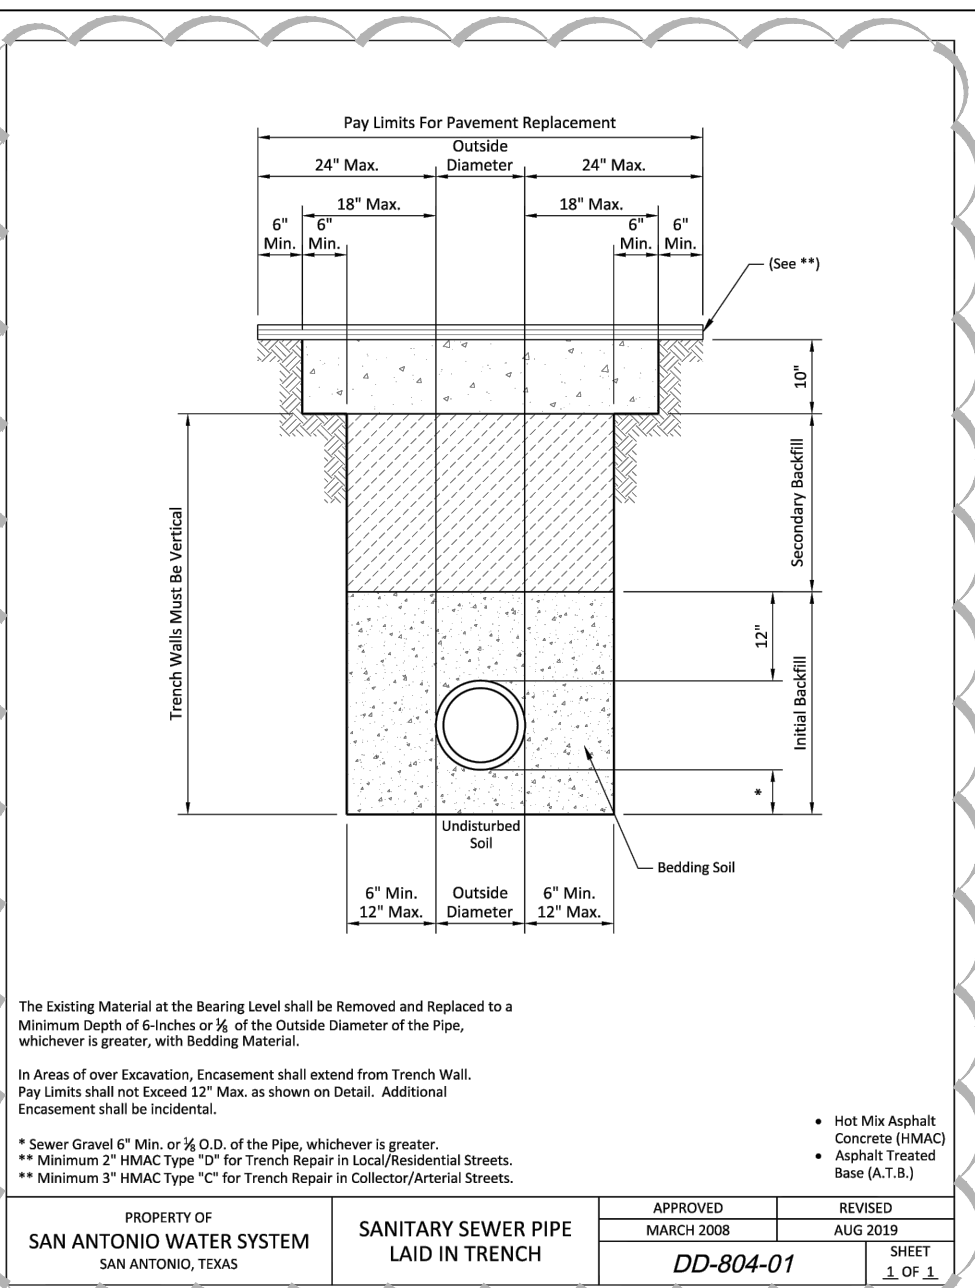 Pay Limits For Pavement Replacement
Outside
24" Max. Diameter 24" Max.
18" Max. 18" Max.
6" 6" 6" 6"
Min. Min. Min. Min.
(See **)
10"
Secondary Backfill
Trench Walls Must Be Vertical
12"
Initial Backfill
*
Undisturbed
Soil
Bedding Soil
6" Min. Outside 6" Min.
12" Max. Diameter 12" Max.
The Existing Material at the Bearing Level shall be Removed and Replaced to a
Minimum Depth of 6-Inches or ⅛ of the Outside Diameter of the Pipe,
whichever is greater, with Bedding Material.
In Areas of over Excavation, Encasement shall extend from Trench Wall.
Pay Limits shall not Exceed 12" Max. as shown on Detail. Additional
Encasement shall be incidental.
* Sewer Gravel 6" Min. or ⅛ O.D. of the Pipe, whichever is greater.
** Minimum 2" HMAC Type "D" for Trench Repair in Local/Residential Streets.
** Minimum 3" HMAC Type "C" for Trench Repair in Collector/Arterial Streets.
• Hot Mix Asphalt
Concrete (HMAC)
• Asphalt Treated
Base (A.T.B.)
PROPERTY OF
SAN ANTONIO WATER SYSTEM
SAN ANTONIO, TEXAS
SANITARY SEWER PIPE
LAID IN TRENCH
APPROVED REVISED
MARCH 2008 AUG 2019
DD-804-01
SHEET
1 OF 1